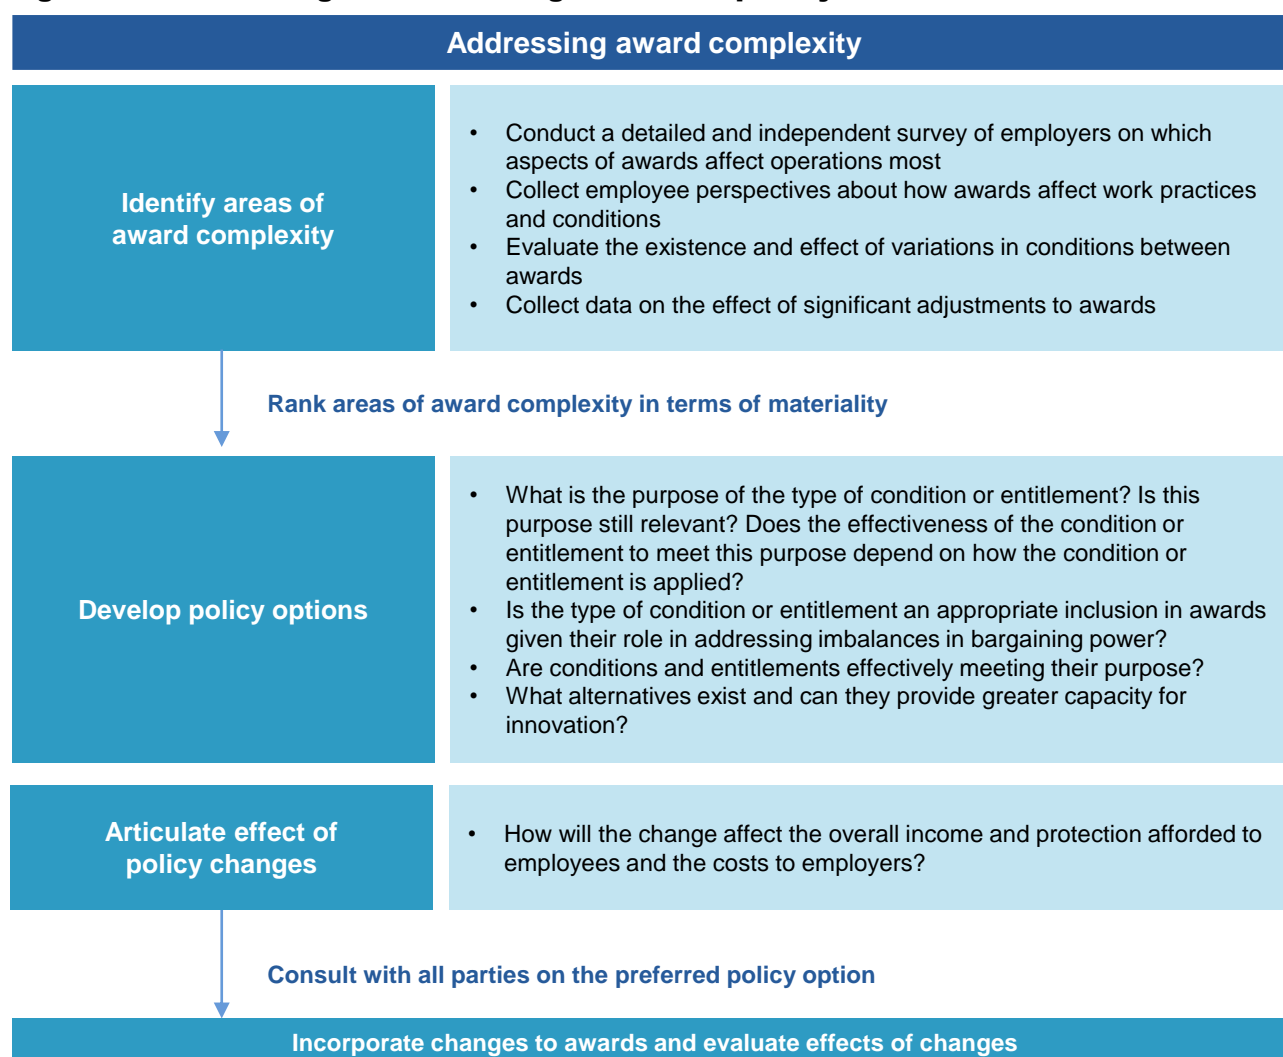 Addressing award complexity
Identify areas of
award complexity
• Conduct a detailed and independent survey of employers on which
aspects of awards affect operations most
• Collect employee perspectives about how awards affect work practices
and conditions
• Evaluate the existence and effect of variations in conditions between
awards
• Collect data on the effect of significant adjustments to awards
Rank areas of award complexity in terms of materiality
Develop policy options
• What is the purpose of the type of condition or entitlement? Is this
purpose still relevant? Does the effectiveness of the condition or
entitlement to meet this purpose depend on how the condition or
entitlement is applied?
• Is the type of condition or entitlement an appropriate inclusion in awards
given their role in addressing imbalances in bargaining power?
• Are conditions and entitlements effectively meeting their purpose?
• What alternatives exist and can they provide greater capacity for
innovation?
Articulate effect of
policy changes
• How will the change affect the overall income and protection afforded to
employees and the costs to employers?
Consult with all parties on the preferred policy option
Incorporate changes to awards and evaluate effects of changes